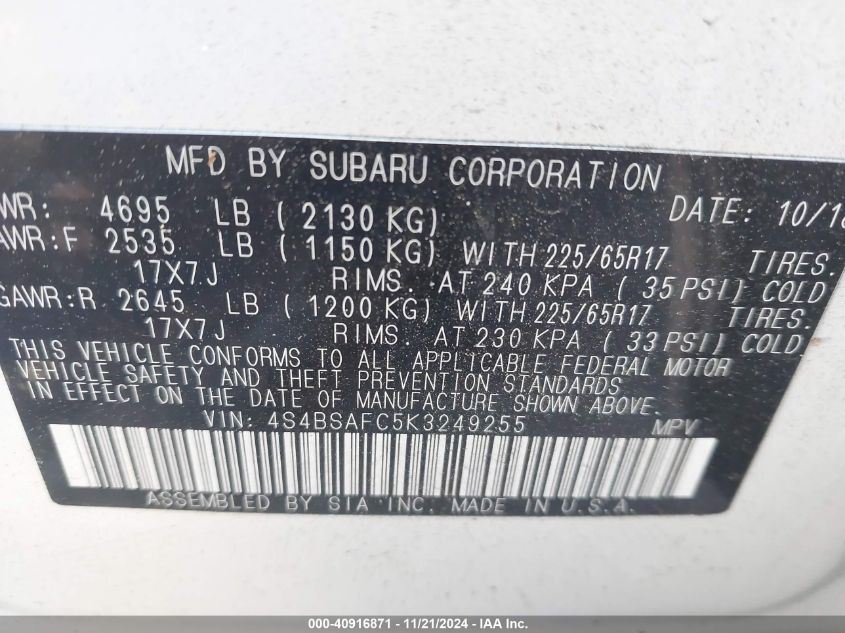 MFD BY SUBARU CORPORATION
WR: 4695 LB ( 2130 KG) DATE: 10/18
AWR:F 2535 LB ( 1150 KG) WITH 225/65R17 TIRES.
17X7J RIMS. AT 240 KPA ( 35 PSI) COLD
GAWR:R 2645 LB ( 1200 KG) WITH 225/65R17 TIRES.
17X7J RIMS. AT 230 KPA ( 33 PSI) COLD
THIS VEHICLE CONFORMS TO ALL APPLICABLE FEDERAL MOTOR
VEHICLE SAFETY AND THEFT PREVENTION STANDARDS
IN EFFECT ON THE DATE OF MANUFACTURE SHOWN ABOVE.
VIN: 4S4BSAFC5K3249255 MPV
ASSEMBLED BY SIA INC. MADE IN U.S.A.
000-40916871 - 11/21/2024 - IAA Inc.